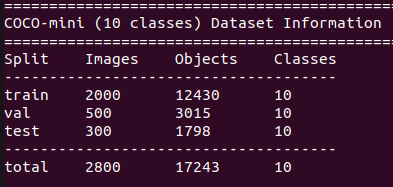 ============================================
COCO-mini (10 classes) Dataset Information
============================================
Split    Images    Objects    Classes
-------------------------------------
train    2000      12430      10
val      500       3015       10
test     300       1798       10
-------------------------------------
total    2800      17243      10